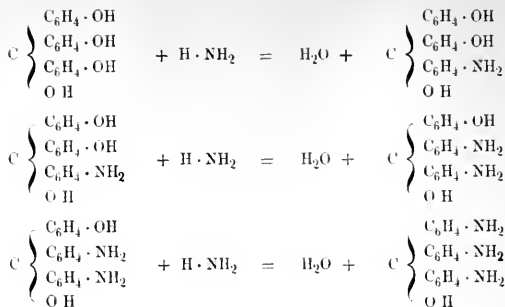 C₆H₄ · OH C₆H₄ · OH
C₆H₄ · OH C₆H₄ · OH
C { C₆H₄ · OH + H · NH₂ = H₂O + C { C₆H₄ · NH₂
O H O H
C₆H₄ · OH C₆H₄ · OH
C₆H₄ · OH C₆H₄ · NH₂
C { C₆H₄ · NH₂ + H · NH₂ = H₂O + C { C₆H₄ · NH₂
O H O H
C₆H₄ · OH C₆H₄ · NH₂
C₆H₄ · NH₂ C₆H₄ · NH₂
C { C₆H₄ · NH₂ + H · NH₂ = H₂O + C { C₆H₄ · NH₂
O H O H